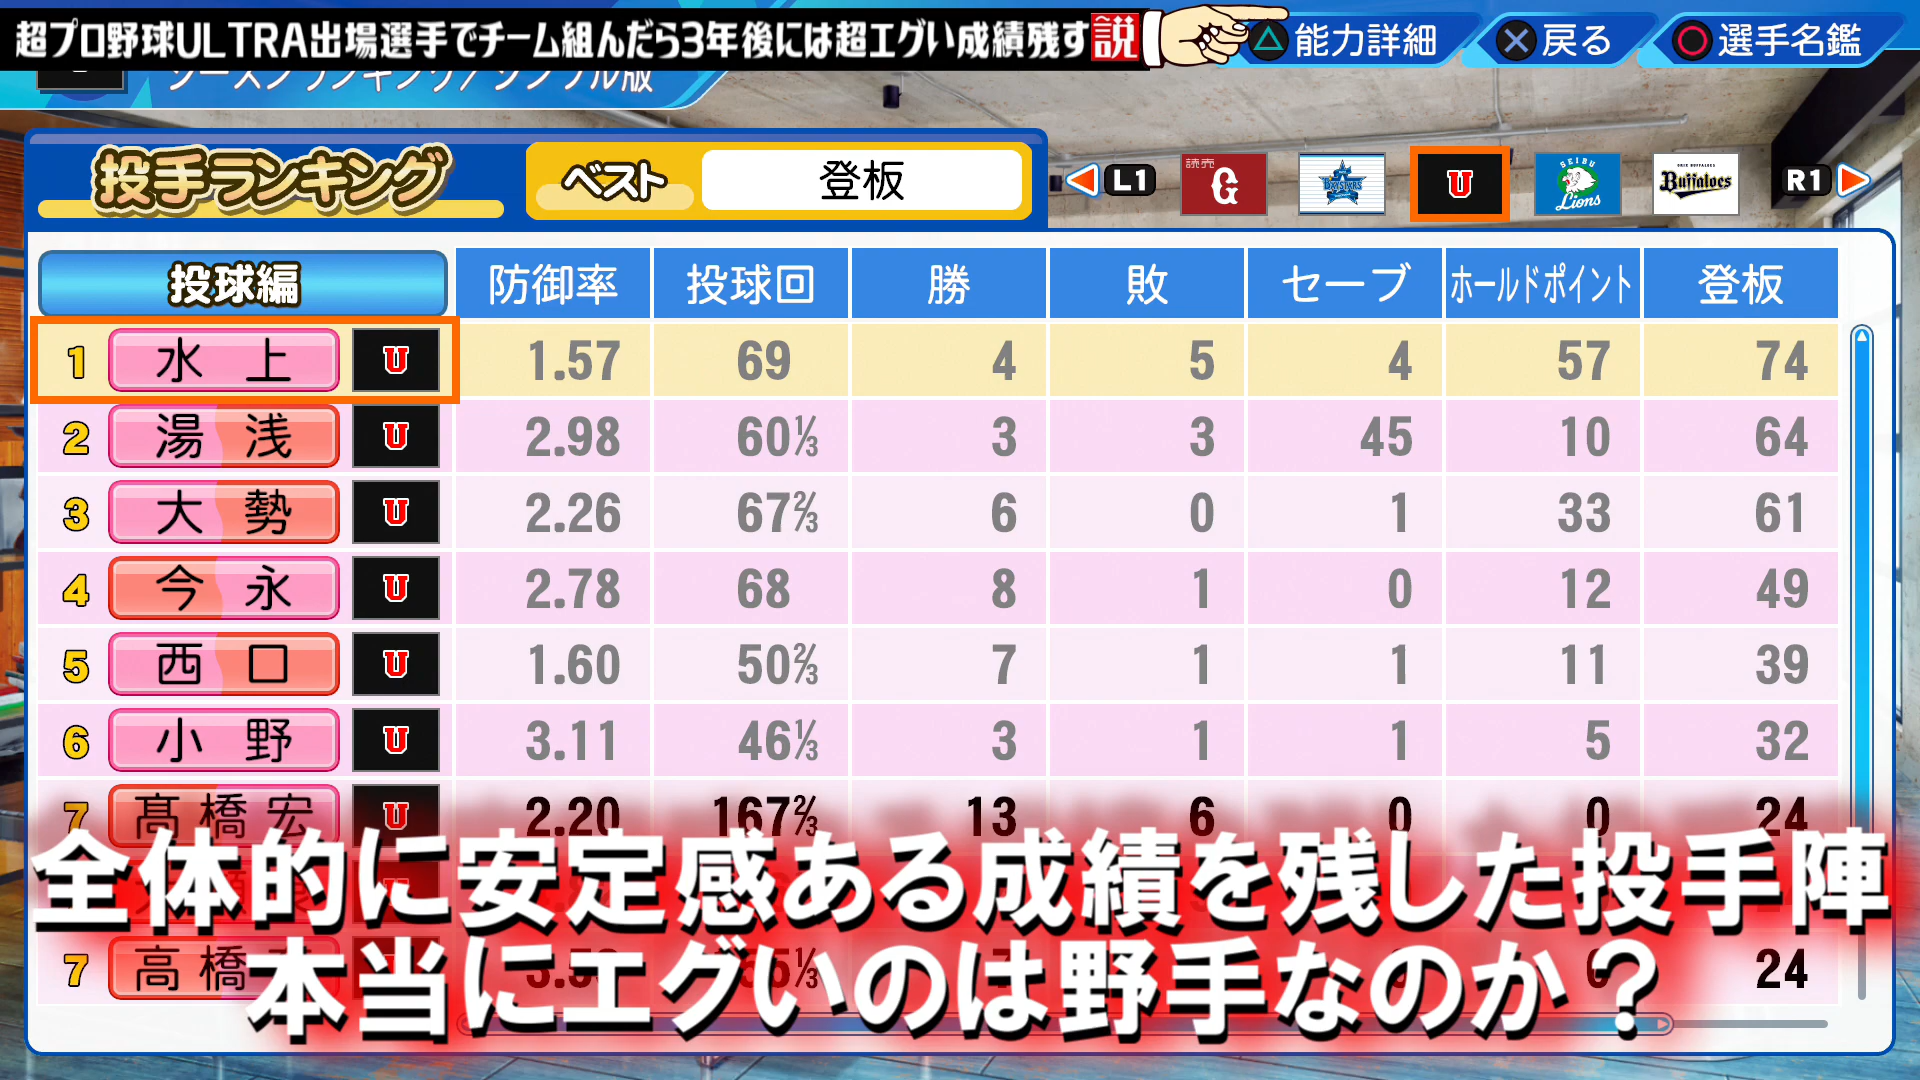 超プロ野球ULTRA出場選手でチーム組んだら3年後には超エグい成績残す説
能力詳細 戻る 選手名鑑
投手ランキング ベスト 登板 L1 読売 G BAYSTARS U SEIBU Lions Buffaloes R1
投球編 防御率 投球回 勝 敗 セーブ ホールドポイント 登板
1 水上 U 1.57 69 4 5 4 57 74
2 湯浅 U 2.98 60⅓ 3 3 45 10 64
3 大勢 U 2.26 67⅔ 6 0 1 33 61
4 今永 U 2.78 68 8 1 0 12 49
5 西口 U 1.60 50⅔ 7 1 1 11 39
6 小野 U 3.11 46⅓ 3 1 1 5 32
7 髙橋宏 U 2.20 167⅔ 13 6 0 0 24
全体的に安定感ある成績を残した投手陣
7 高橋 24
本当にエグいのは野手なのか？